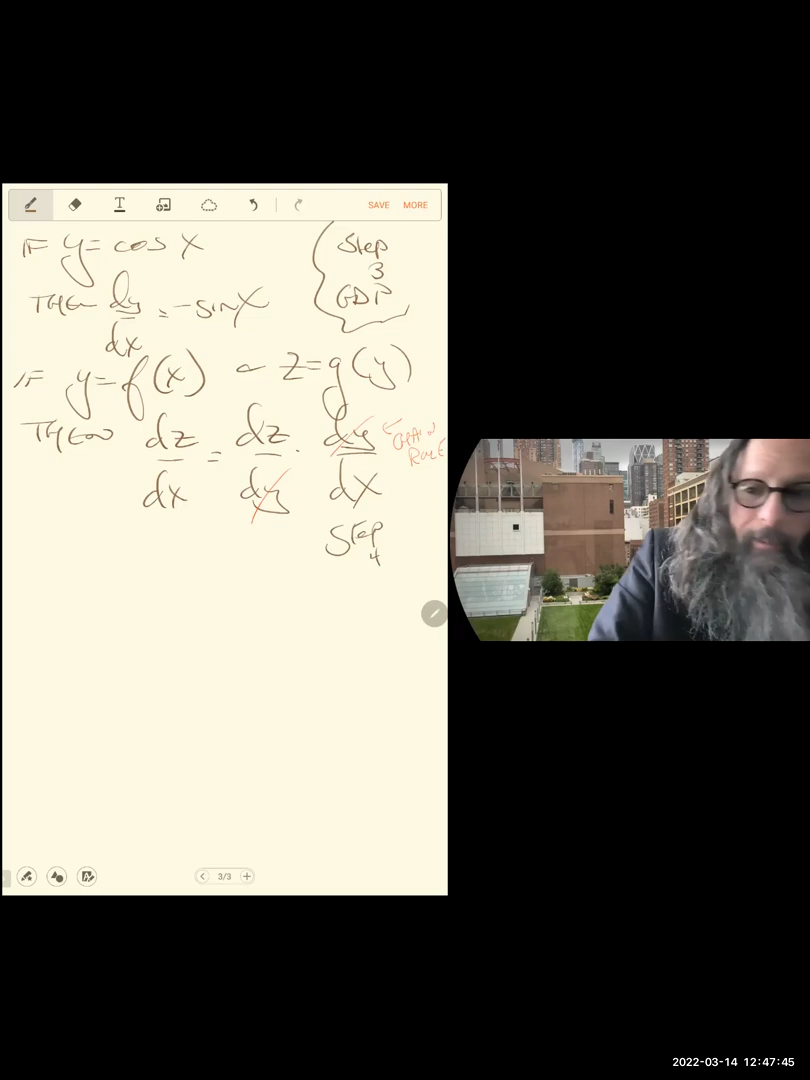 SAVE MORE
IF y = cos x
THEN dy/dx = -sin x
Step
3
GDP
IF y = f(x) ~ z = g(y)
THEN dz/dx = dz/dy · dy/dx
CHAIN
RULE
Step
4
3/3
2022-03-14 12:47:45